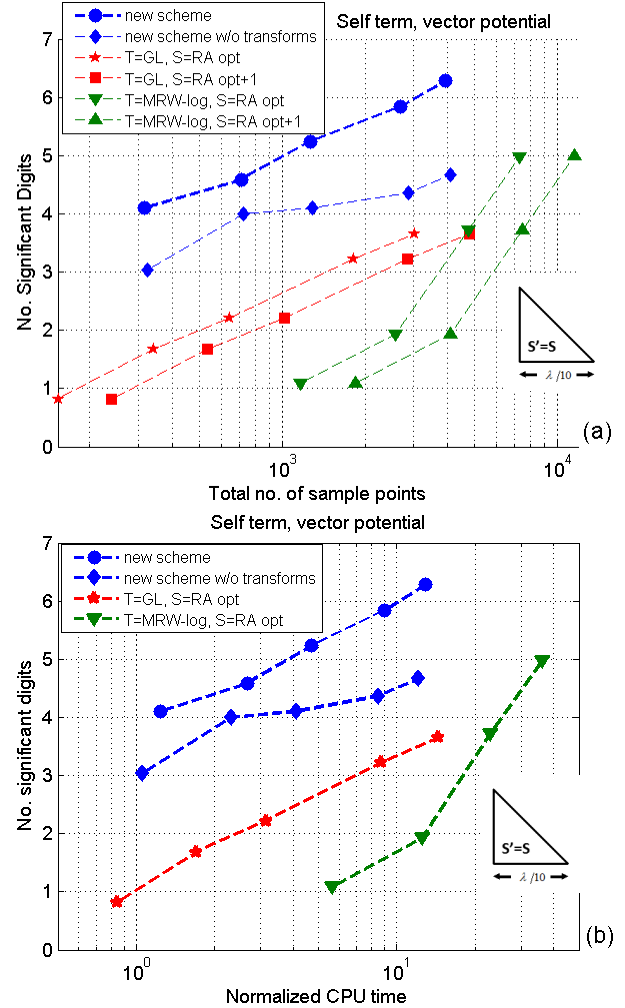 Self term, vector potential
new scheme
new scheme w/o transforms
T=GL, S=RA opt
T=GL, S=RA opt+1
T=MRW-log, S=RA opt
T=MRW-log, S=RA opt+1
7
6
5
4
3
2
1
0
No. Significant Digits
S'=S
λ /10
(a)
10³
10⁴
Total no. of sample points
Self term, vector potential
new scheme
new scheme w/o transforms
T=GL, S=RA opt
T=MRW-log, S=RA opt
7
6
5
4
3
2
1
0
No. significant digits
S'=S
λ /10
(b)
10⁰
10¹
Normalized CPU time